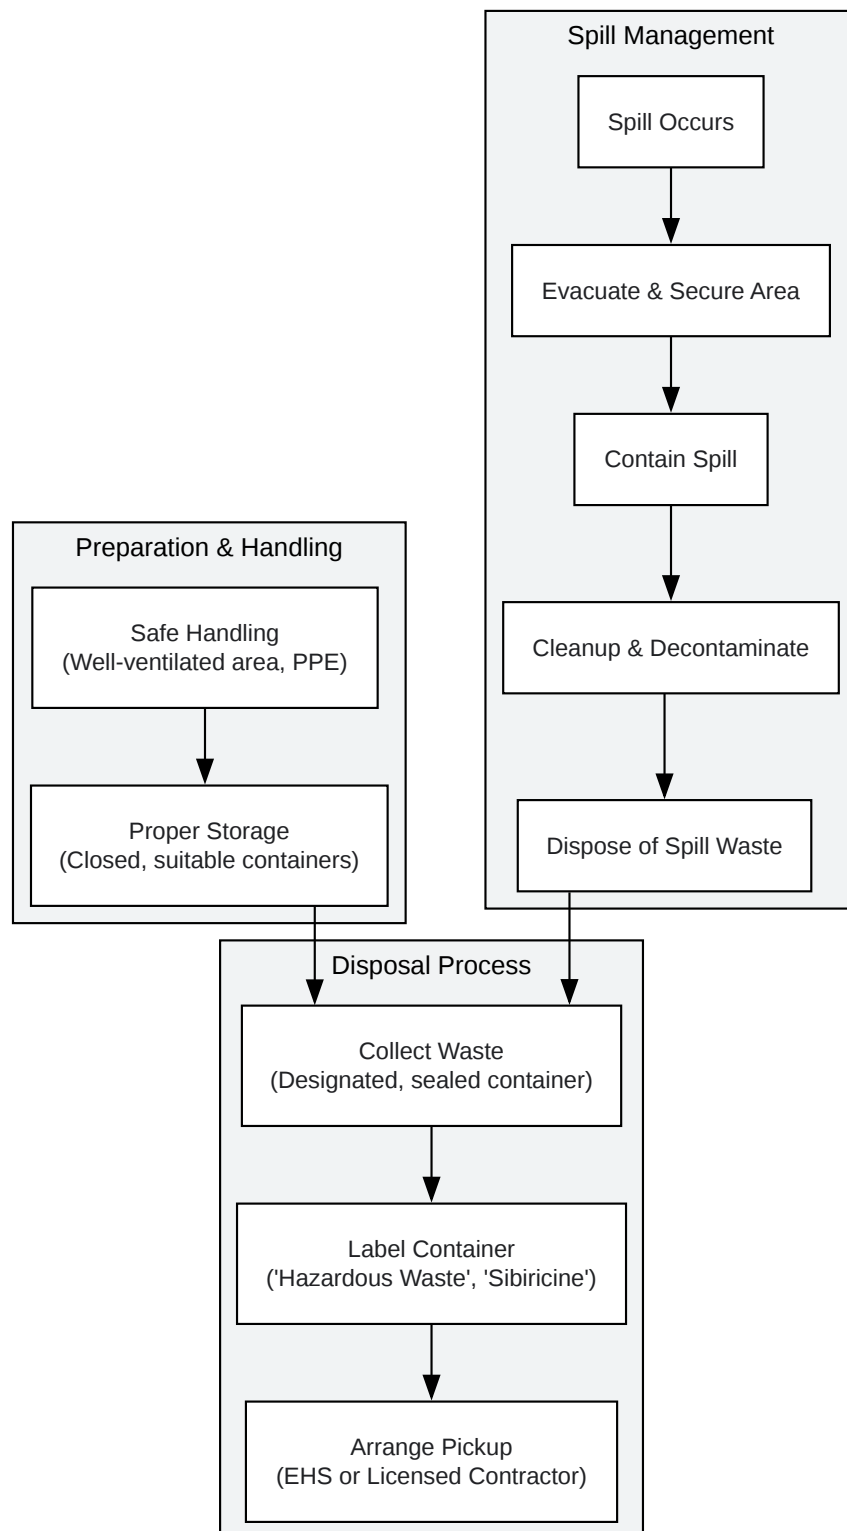 Spill Management
Spill Occurs
Evacuate & Secure Area
Contain Spill
Cleanup & Decontaminate
Dispose of Spill Waste
Preparation & Handling
Safe Handling
(Well-ventilated area, PPE)
Proper Storage
(Closed, suitable containers)
Disposal Process
Collect Waste
(Designated, sealed container)
Label Container
('Hazardous Waste', 'Sibiricine')
Arrange Pickup
(EHS or Licensed Contractor)